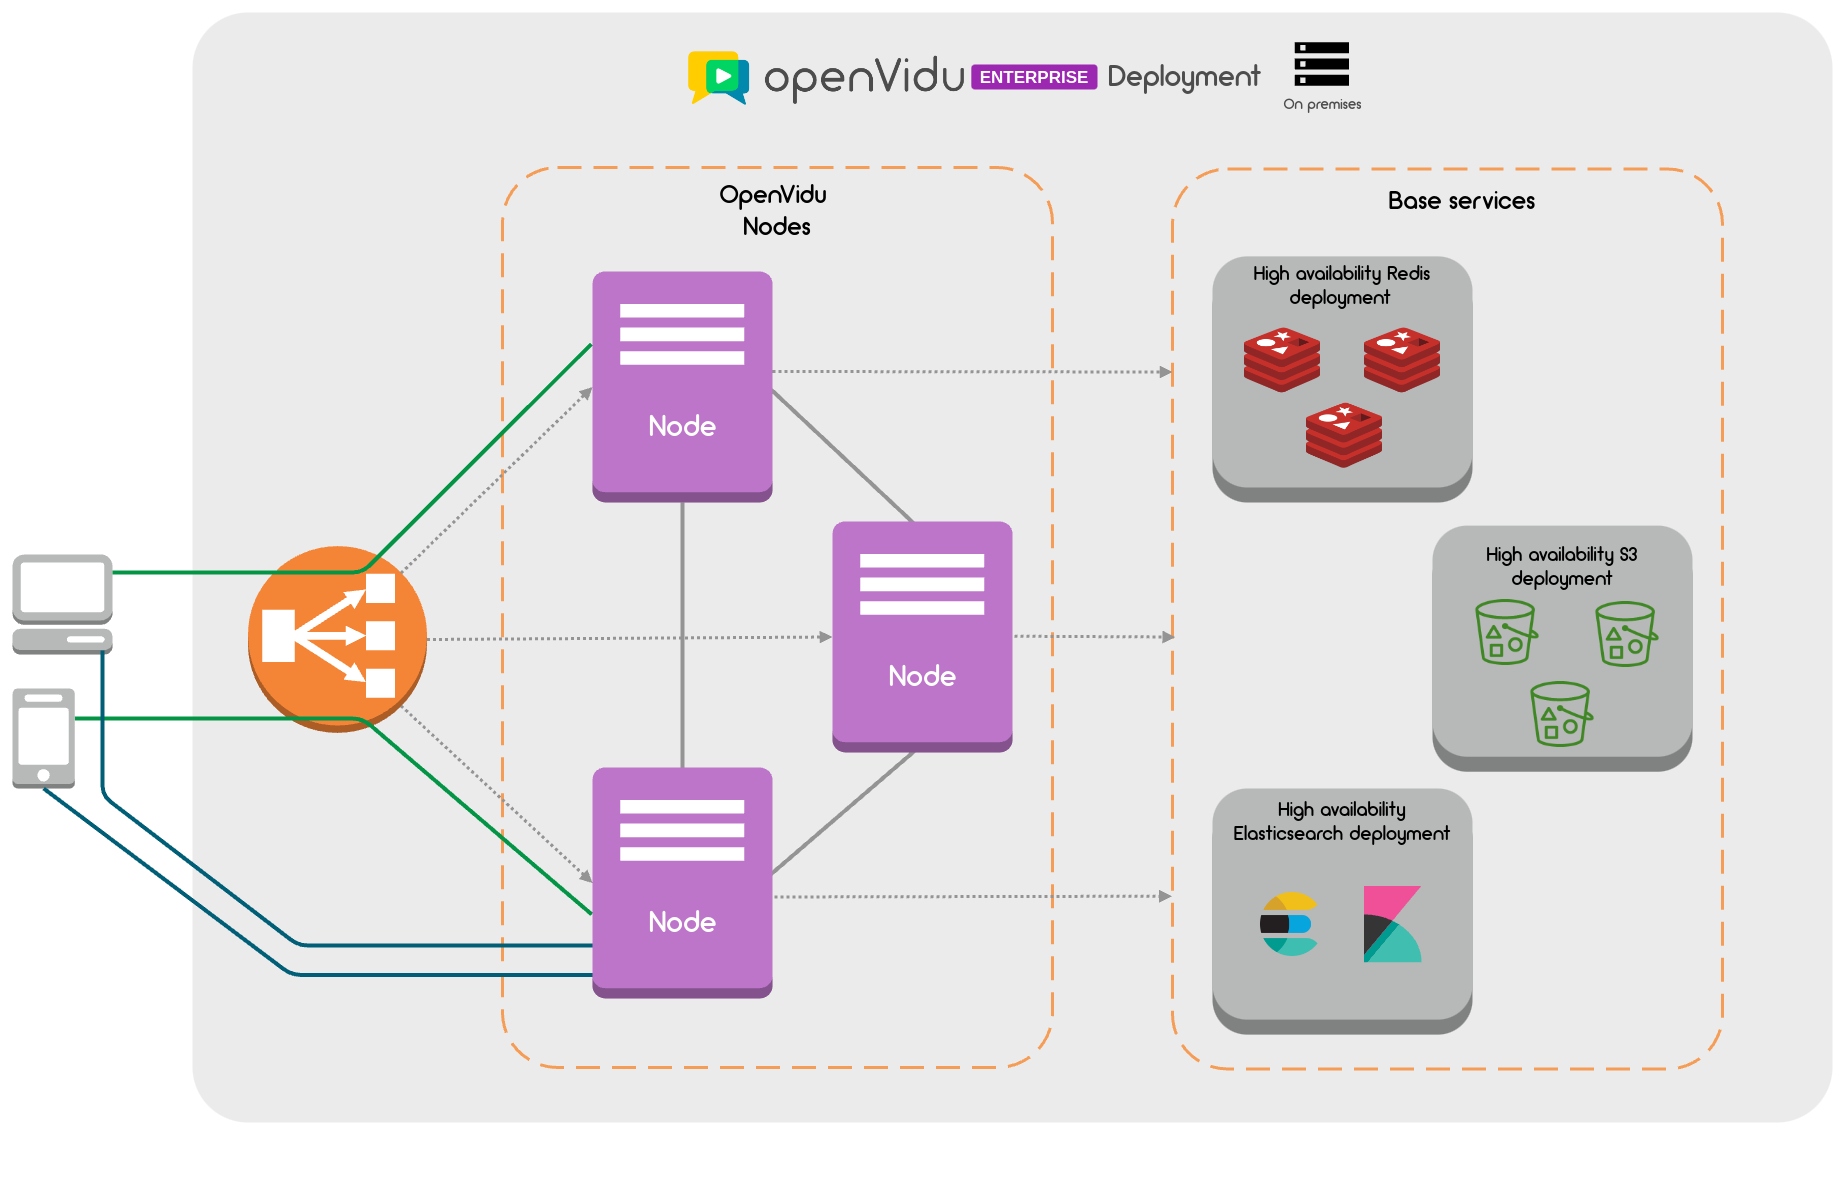 openVidu ENTERPRISE Deployment
On premises
OpenVidu
Nodes
Base services
High availability Redis
deployment
Node
High availability S3
deployment
Node
High availability
Elasticsearch deployment
Node